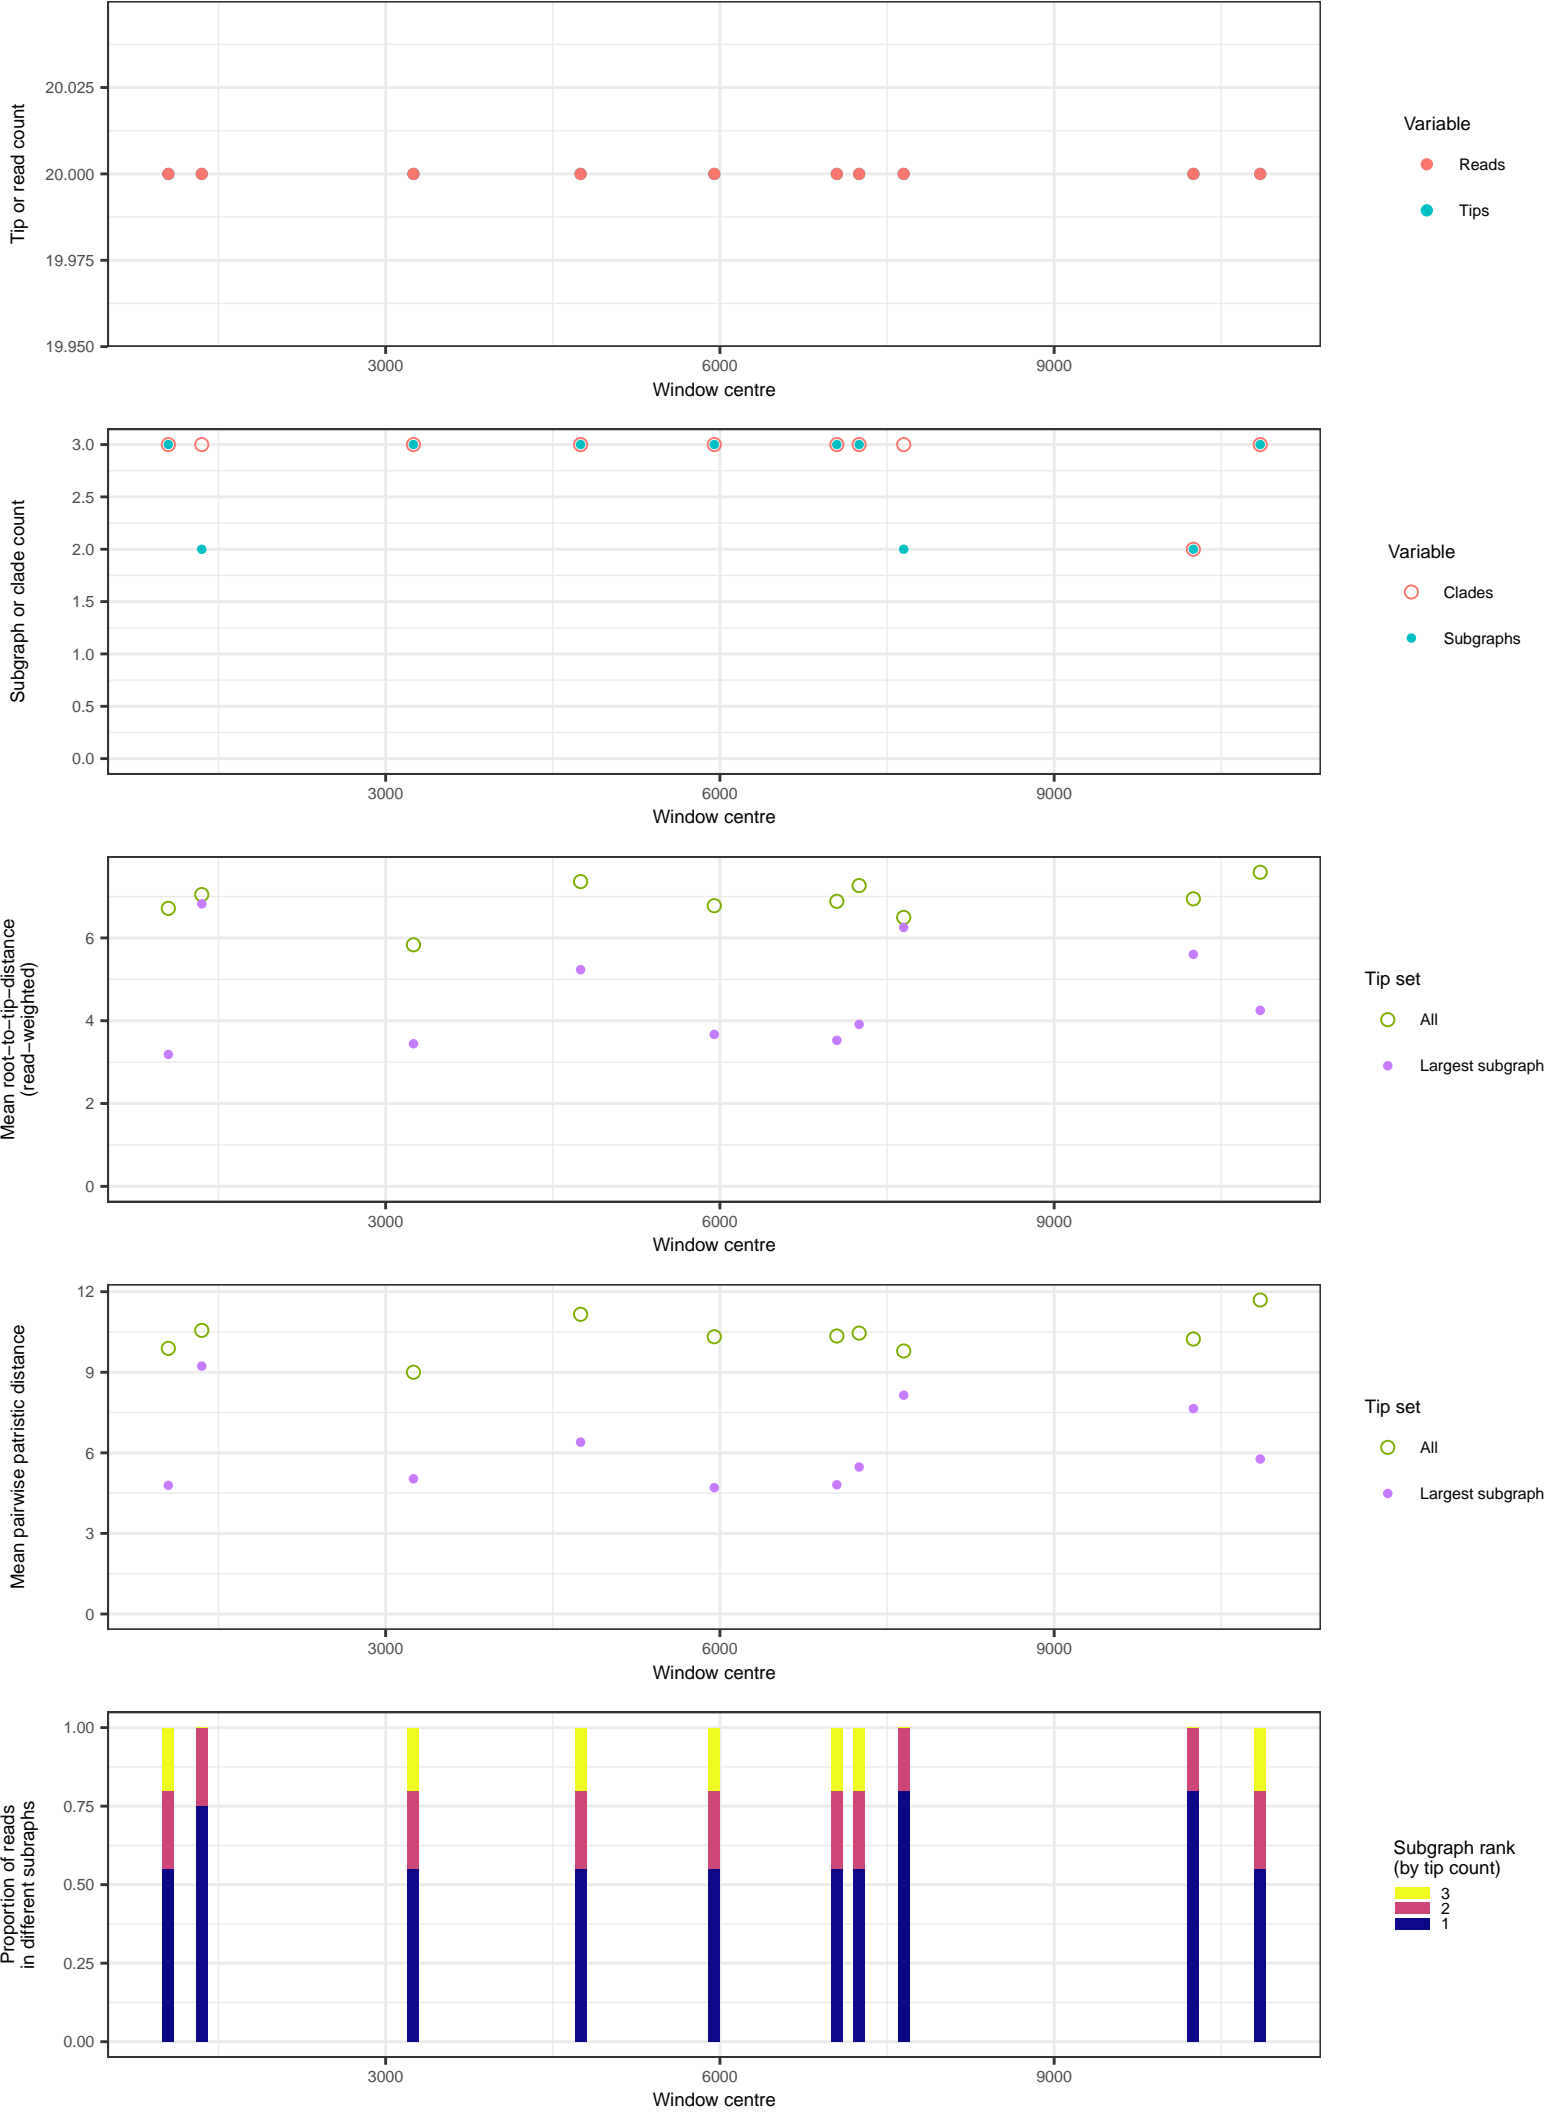 Tip or read count
20.025
20.000
19.975
19.950
3000
6000
9000
Window centre
Variable
Reads
Tips
Subgraph or clade count
3.0
2.5
2.0
1.5
1.0
0.5
0.0
3000
6000
9000
Window centre
Variable
Clades
Subgraphs
Mean root−to−tip−distance
(read−weighted)
6
4
2
0
3000
6000
9000
Window centre
Tip set
All
Largest subgraph
Mean pairwise patristic distance
12
9
6
3
0
3000
6000
9000
Window centre
Tip set
All
Largest subgraph
Proportion of reads
in different subraphs
1.00
0.75
0.50
0.25
0.00
3000
6000
9000
Window centre
Subgraph rank
(by tip count)
3
2
1